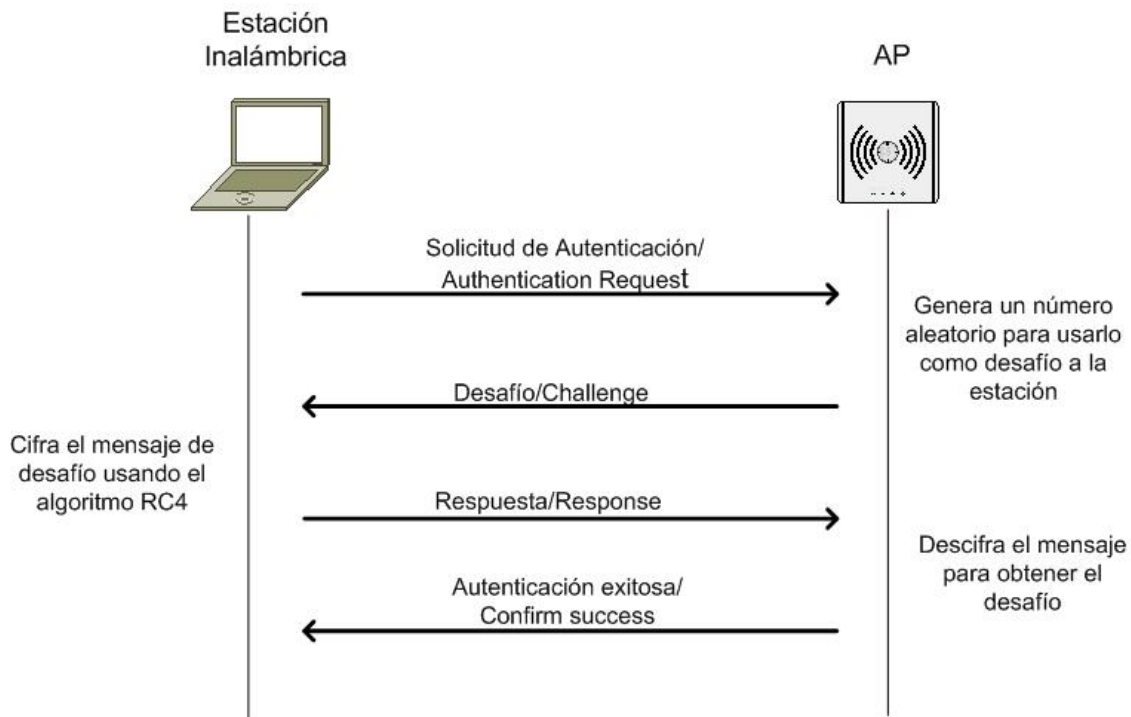 Estación
Inalámbrica
AP
Solicitud de Autenticación/
Authentication Request
Genera un número
aleatorio para usarlo
como desafío a la
estación
Desafío/Challenge
Cifra el mensaje de
desafío usando el
algoritmo RC4
Respuesta/Response
Descifra el mensaje
para obtener el
desafío
Autenticación exitosa/
Confirm success